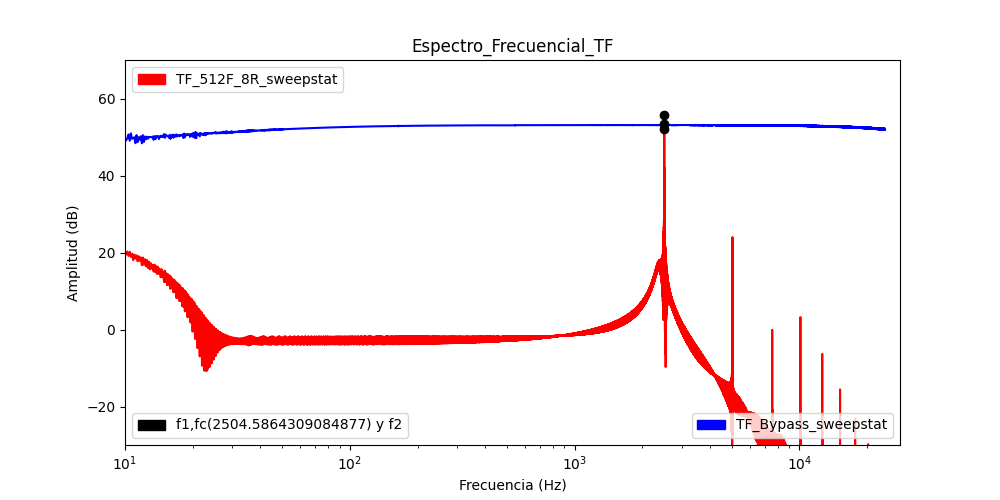 Espectro_Frecuencial_TF
TF_512F_8R_sweepstat
60
40
20
0
−20
Amplitud (dB)
f1,fc(2504.5864309084877) y f2
TF_Bypass_sweepstat
10^1
10^2
10^3
10^4
Frecuencia (Hz)